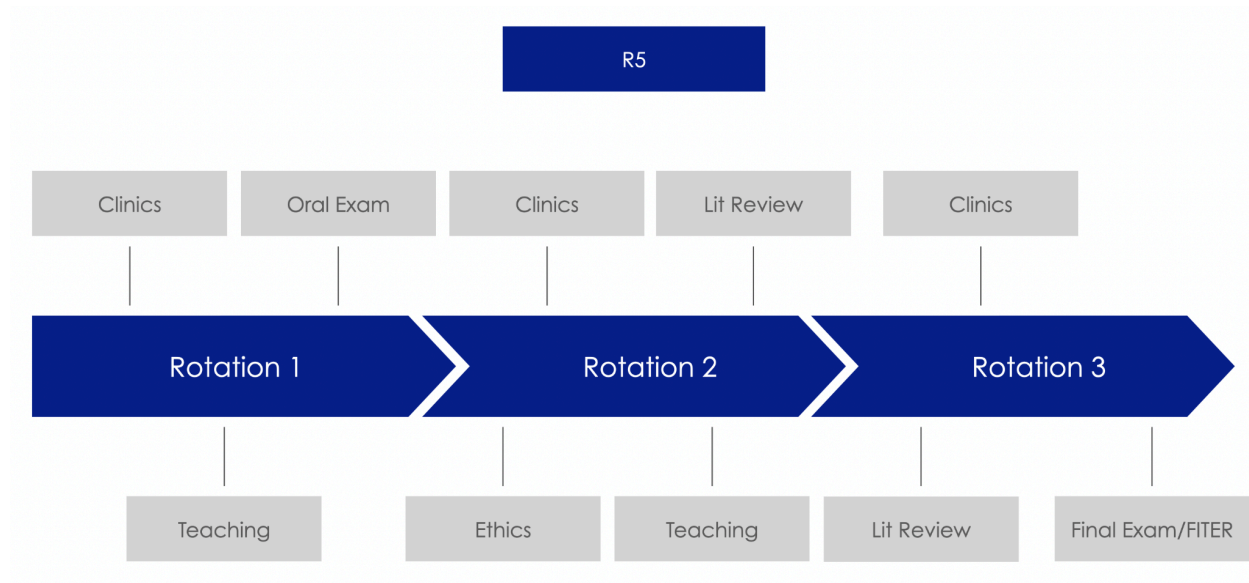 R5
Clinics
Oral Exam
Clinics
Lit Review
Clinics
Rotation 1
Rotation 2
Rotation 3
Teaching
Ethics
Teaching
Lit Review
Final Exam/FITER